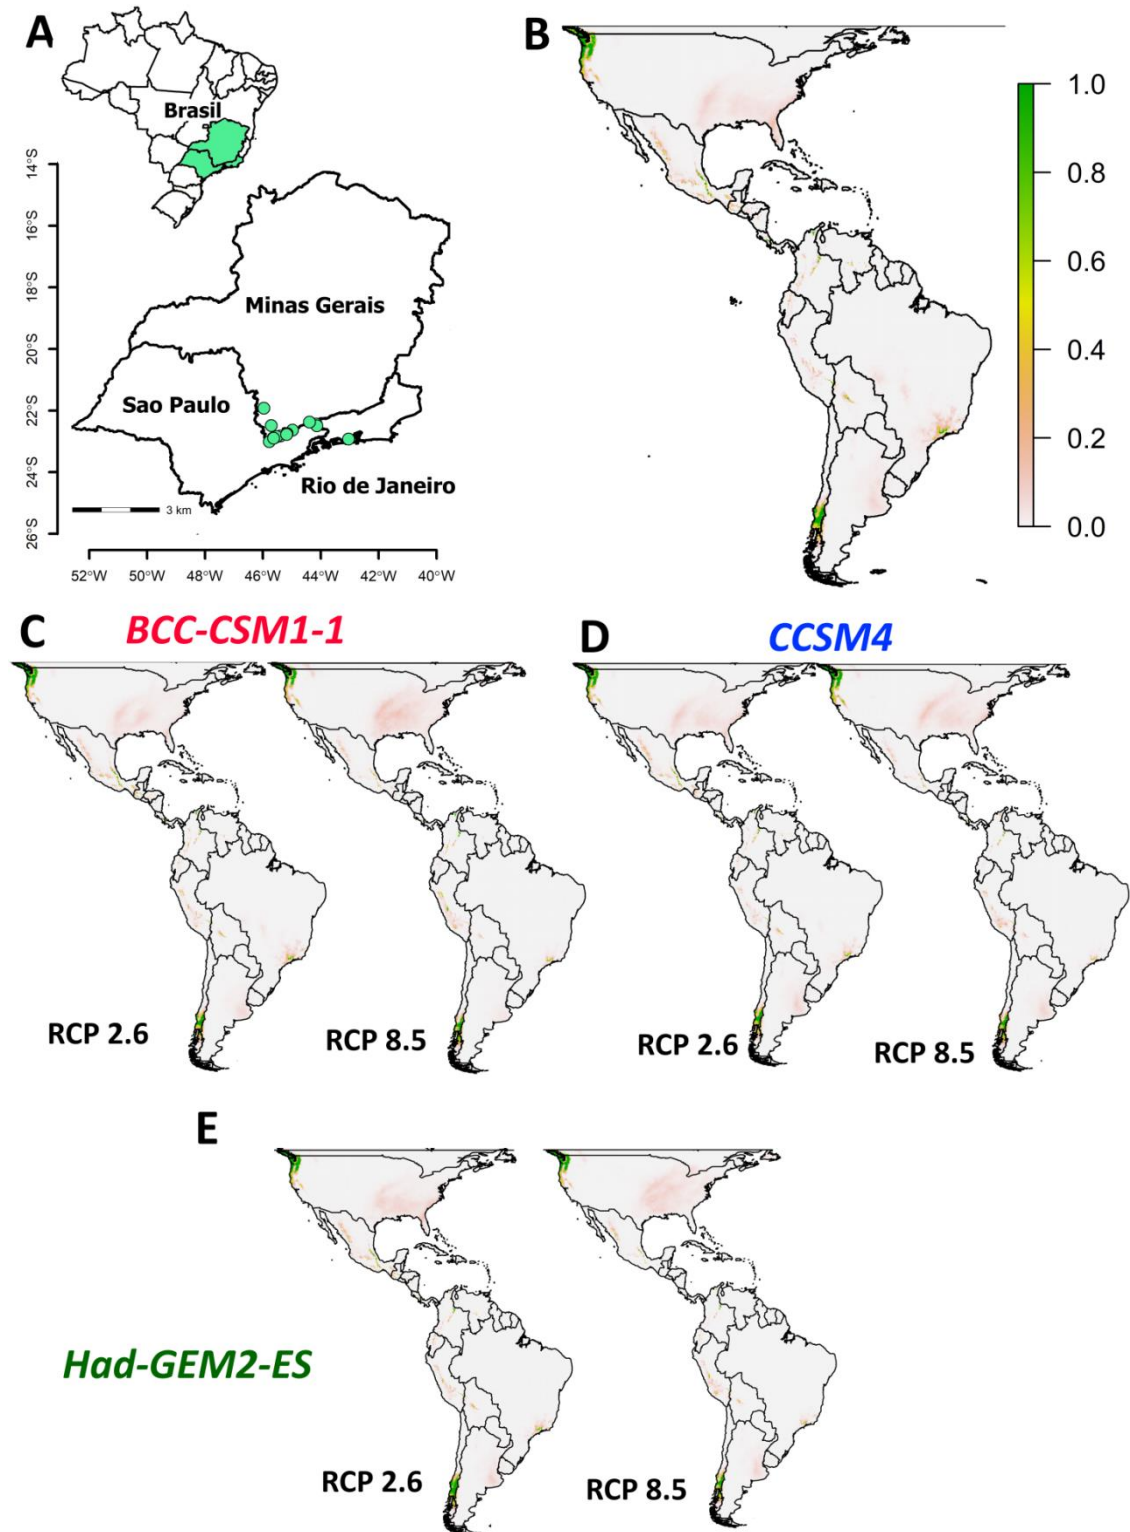 A
B
Brasil
14°S
16°S
18°S
20°S
22°S
24°S
26°S
Minas Gerais
Sao Paulo
Rio de Janeiro
3 km
52°W 50°W 48°W 46°W 44°W 42°W 40°W
1.0
0.8
0.6
0.4
0.2
0.0
C
BCC-CSM1-1
D
CCSM4
RCP 2.6
RCP 8.5
RCP 2.6
RCP 8.5
E
Had-GEM2-ES
RCP 2.6
RCP 8.5